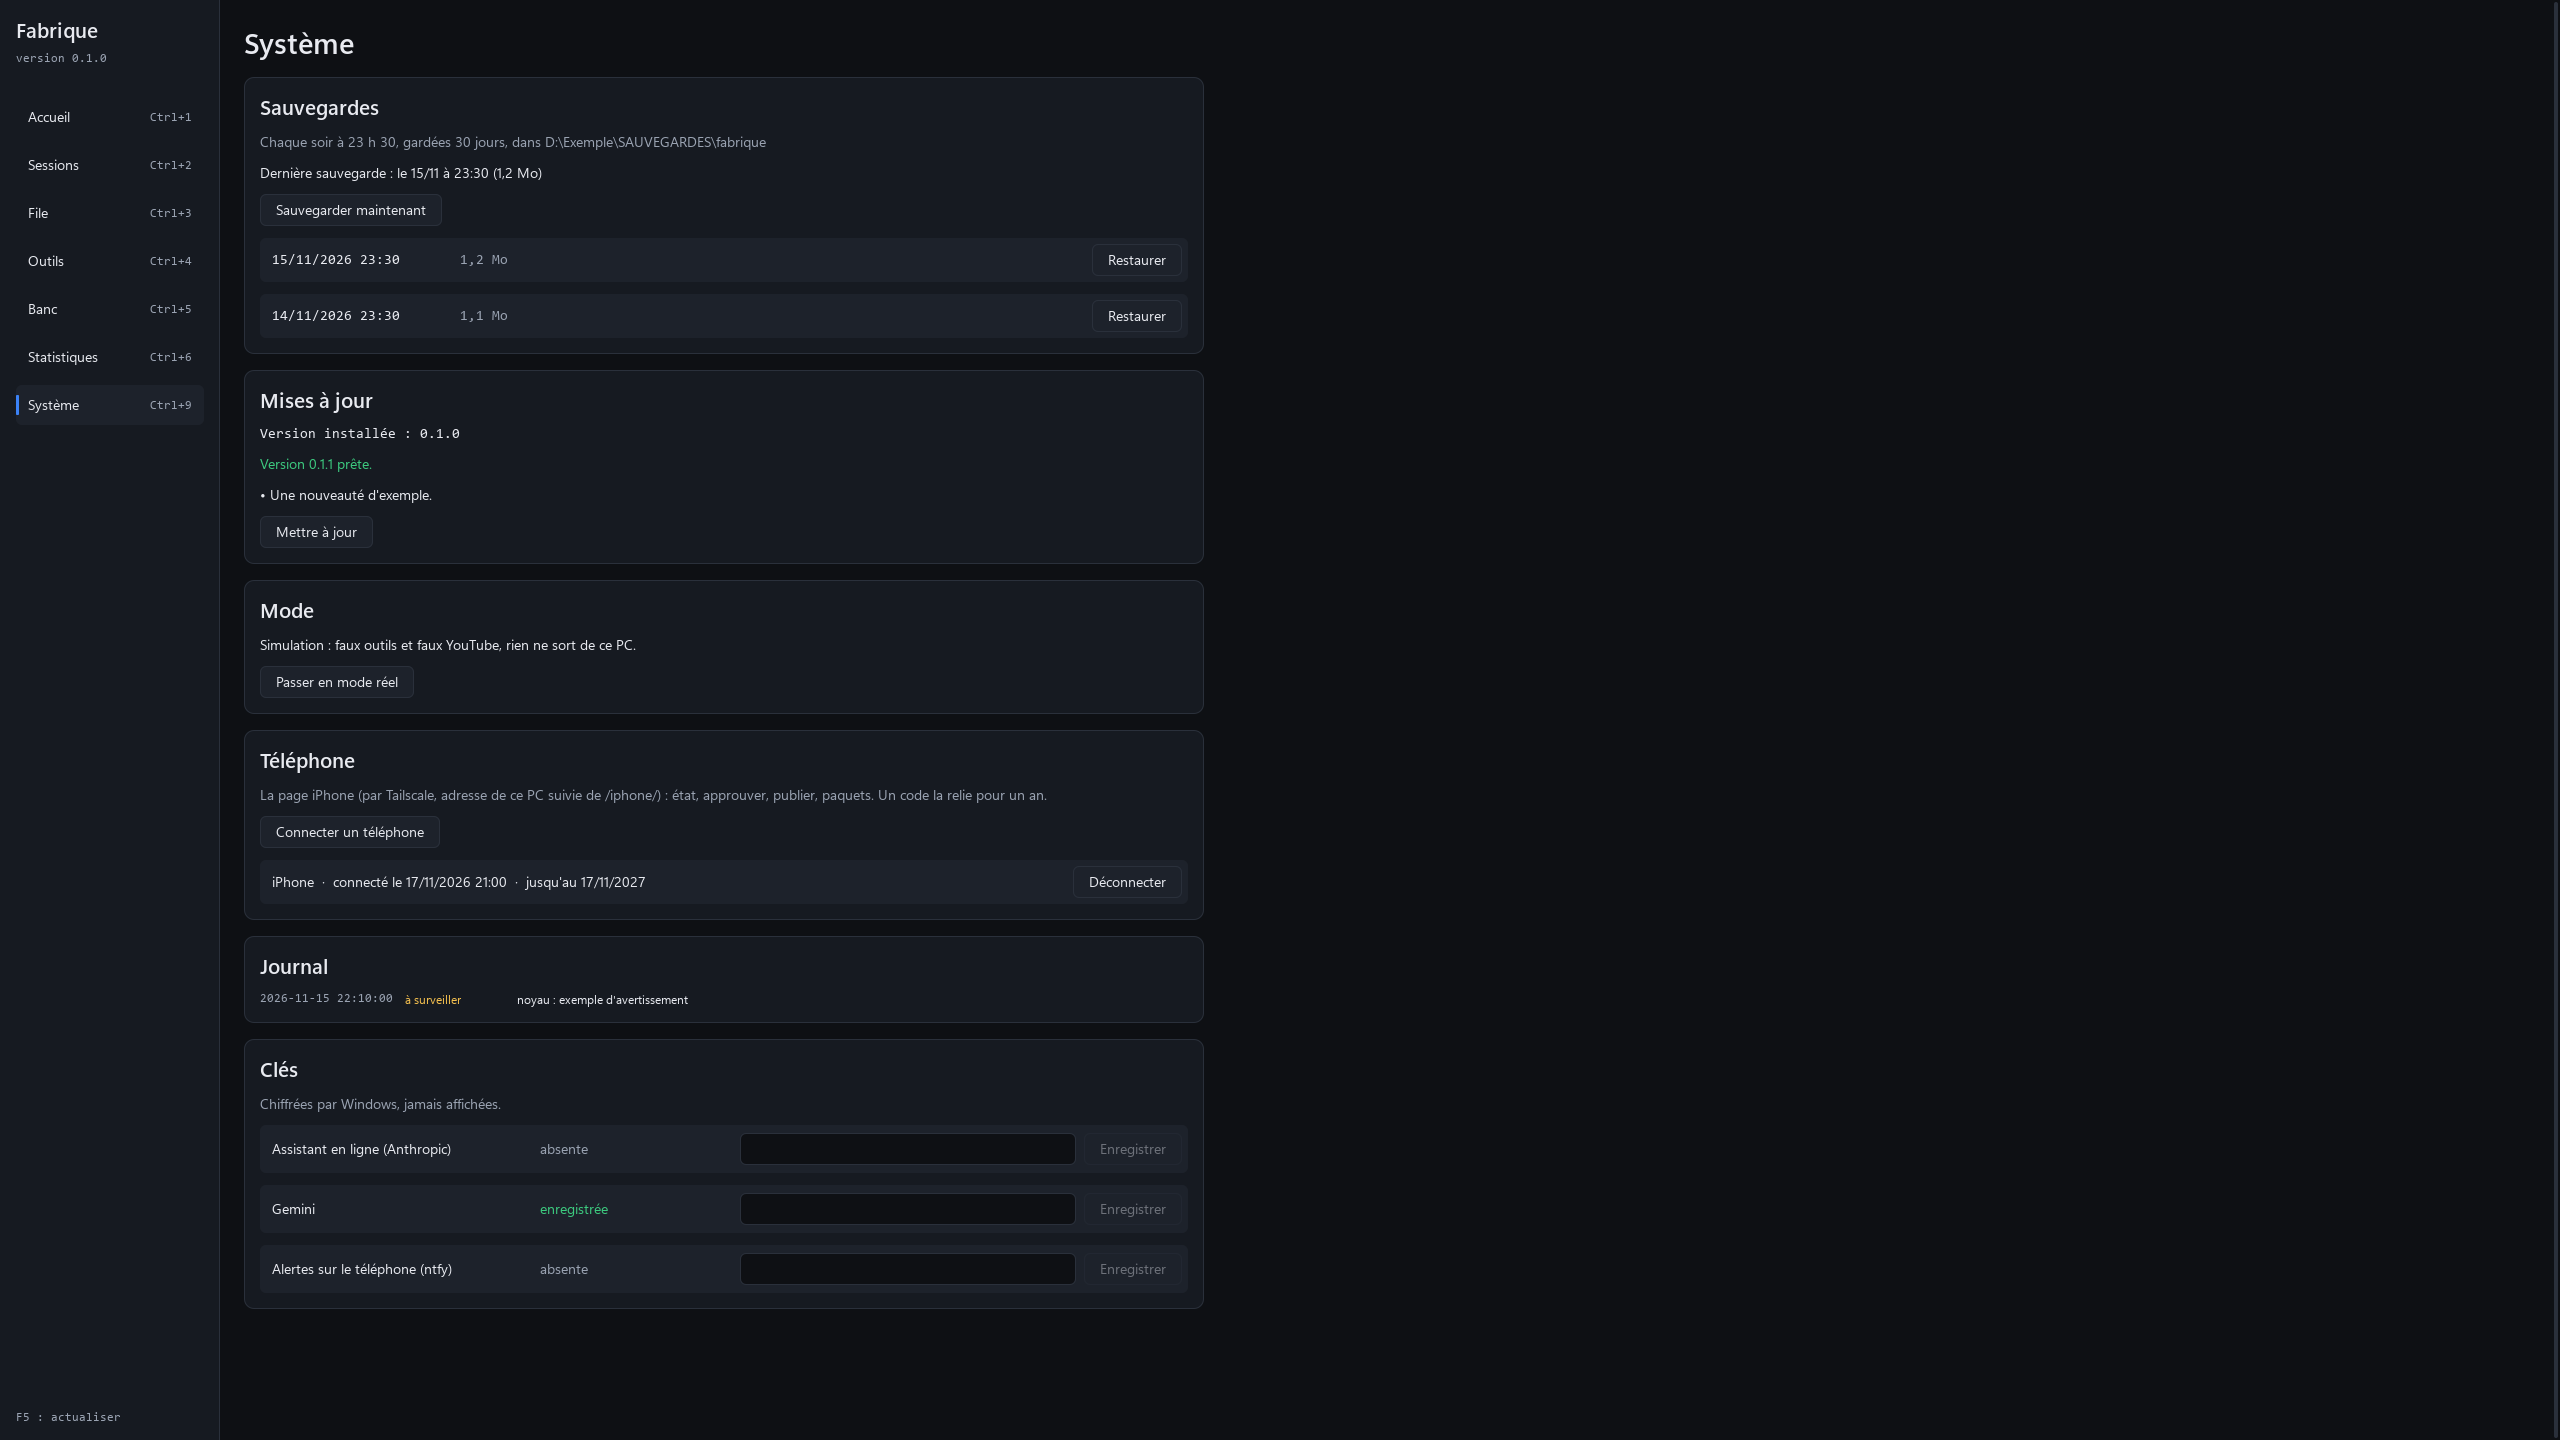 Fabrique
version 0.1.0
Accueil Ctrl+1
Sessions Ctrl+2
File Ctrl+3
Outils Ctrl+4
Banc Ctrl+5
Statistiques Ctrl+6
Système Ctrl+9
F5 : actualiser
Système
Sauvegardes
Chaque soir à 23 h 30, gardées 30 jours, dans D:\Exemple\SAUVEGARDES\fabrique
Dernière sauvegarde : le 15/11 à 23:30 (1,2 Mo)
Sauvegarder maintenant
15/11/2026 23:30 1,2 Mo Restaurer
14/11/2026 23:30 1,1 Mo Restaurer
Mises à jour
Version installée : 0.1.0
Version 0.1.1 prête.
• Une nouveauté d'exemple.
Mettre à jour
Mode
Simulation : faux outils et faux YouTube, rien ne sort de ce PC.
Passer en mode réel
Téléphone
La page iPhone (par Tailscale, adresse de ce PC suivie de /iphone/) : état, approuver, publier, paquets. Un code la relie pour un an.
Connecter un téléphone
iPhone · connecté le 17/11/2026 21:00 · jusqu'au 17/11/2027 Déconnecter
Journal
2026-11-15 22:10:00 à surveiller noyau : exemple d'avertissement
Clés
Chiffrées par Windows, jamais affichées.
Assistant en ligne (Anthropic) absente Enregistrer
Gemini enregistrée Enregistrer
Alertes sur le téléphone (ntfy) absente Enregistrer